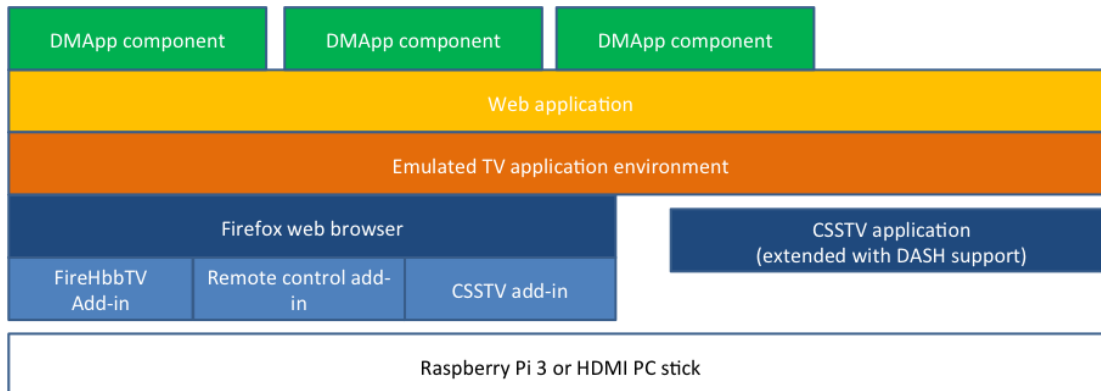 DMApp component
DMApp component
DMApp component
Web application
Emulated TV application environment
Firefox web browser
CSSTV application
(extended with DASH support)
FireHbbTV
Add-in
Remote control add-
in
CSSTV add-in
Raspberry Pi 3 or HDMI PC stick